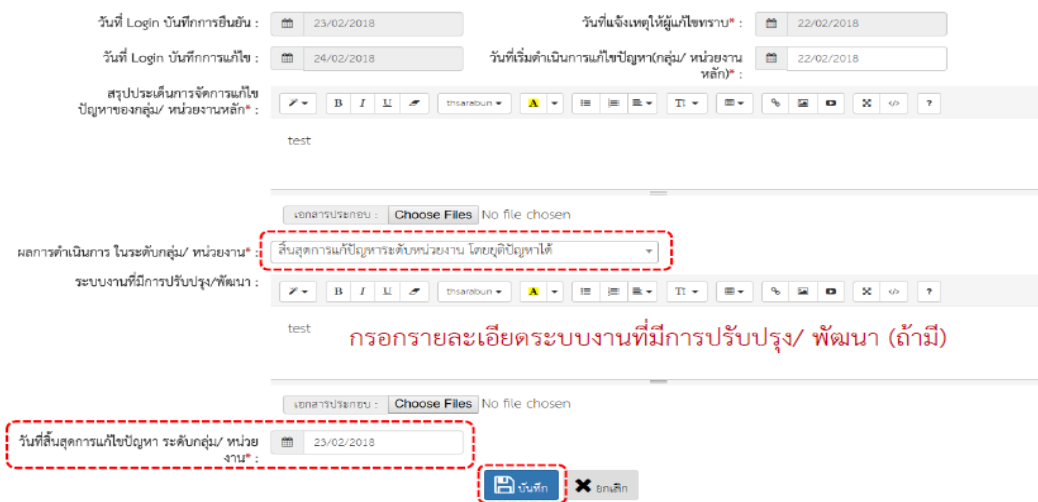 วันที่ Login บันทึกการยืนยัน : 23/02/2018 วันที่แจ้งเหตุให้ผู้แก้ไขทราบ* : 22/02/2018
วันที่ Login บันทึกการแก้ไข : 24/02/2018 วันที่เริ่มดำเนินการแก้ไขปัญหา(กลุ่ม/ หน่วยงาน
หลัก)* : 22/02/2018
สรุปประเด็นการจัดการแก้ไข
ปัญหาของกลุ่ม/ หน่วยงานหลัก* :
B I U thsarabun A Tt </> ?
test
เอกสารประกอบ : Choose Files No file chosen
ผลการดำเนินการ ในระดับกลุ่ม/ หน่วยงาน* : สิ้นสุดการแก้ปัญหาระดับหน่วยงาน โดยยุติปัญหาได้
ระบบงานที่มีการปรับปรุง/พัฒนา :
B I U thsarabun A Tt </> ?
test
กรอกรายละเอียดระบบงานที่มีการปรับปรุง/ พัฒนา (ถ้ามี)
เอกสารประกอบ : Choose Files No file chosen
วันที่สิ้นสุดการแก้ไขปัญหา ระดับกลุ่ม/ หน่วย
งาน* : 23/02/2018
บันทึก ยกเลิก